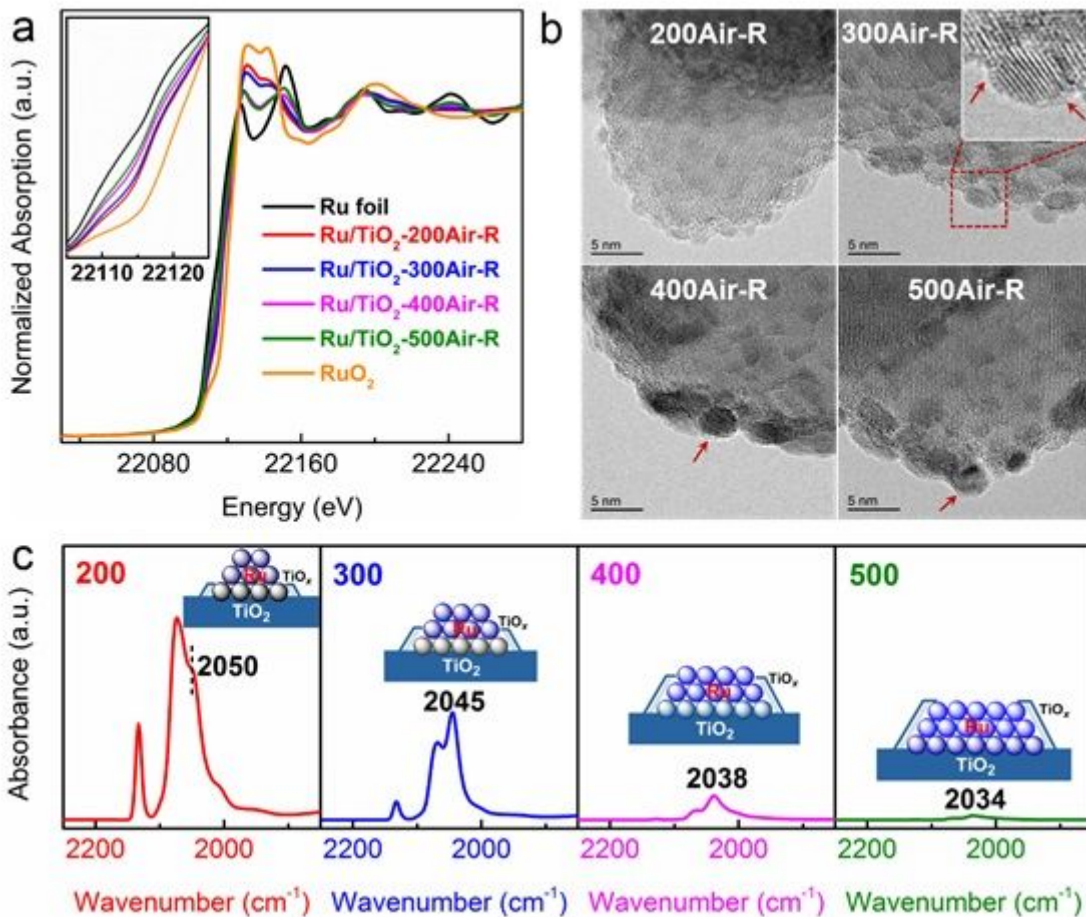 a
Normalized Absorption (a.u.)
22110 22120
Ru foil
Ru/TiO₂-200Air-R
Ru/TiO₂-300Air-R
Ru/TiO₂-400Air-R
Ru/TiO₂-500Air-R
RuO₂
22080 22160 22240
Energy (eV)
b
200Air-R
5 nm
300Air-R
5 nm
400Air-R
5 nm
500Air-R
5 nm
c
Absorbance (a.u.)
200
Ru
TiOₓ
TiO₂
2050
2200 2000
Wavenumber (cm⁻¹)
300
Ru
TiOₓ
TiO₂
2045
2200 2000
Wavenumber (cm⁻¹)
400
Ru
TiOₓ
TiO₂
2038
2200 2000
Wavenumber (cm⁻¹)
500
Ru
TiOₓ
TiO₂
2034
2200 2000
Wavenumber (cm⁻¹)